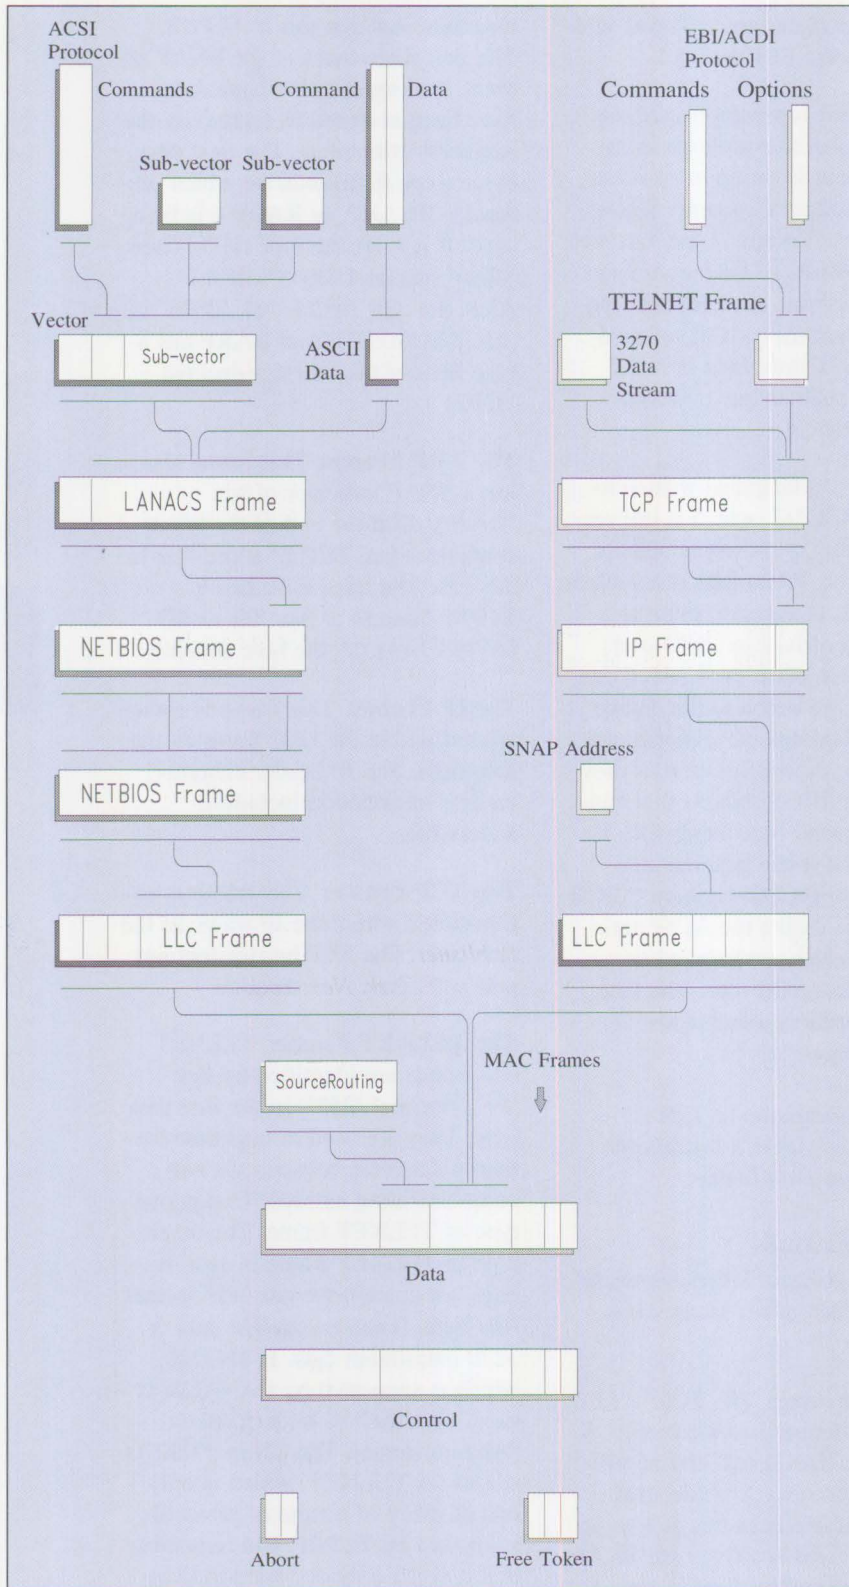 ACSI
Protocol
Commands
Command
Data
Sub-vector
Sub-vector
EBI/ACDI
Protocol
Commands
Options
Vector
Sub-vector
ASCII
Data
TELNET Frame
3270
Data
Stream
LANACS Frame
TCP Frame
NETBIOS Frame
IP Frame
SNAP Address
NETBIOS Frame
LLC Frame
LLC Frame
MAC Frames
SourceRouting
Data
Control
Abort
Free Token